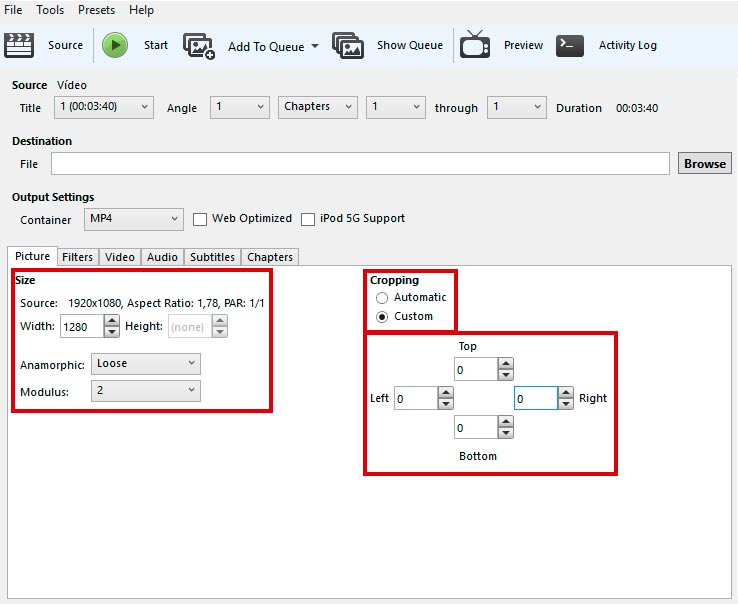 File Tools Presets Help
Source Start Add To Queue Show Queue Preview Activity Log
Source Vídeo
Title 1 (00:03:40) Angle 1 Chapters 1 through 1 Duration 00:03:40
Destination
File Browse
Output Settings
Container MP4 Web Optimized iPod 5G Support
Picture Filters Video Audio Subtitles Chapters
Size
Source: 1920x1080, Aspect Ratio: 1,78, PAR: 1/1
Width: 1280 Height: (none)
Anamorphic: Loose
Modulus: 2
Cropping
Automatic
Custom
Top
0
Left 0 0 Right
0
Bottom